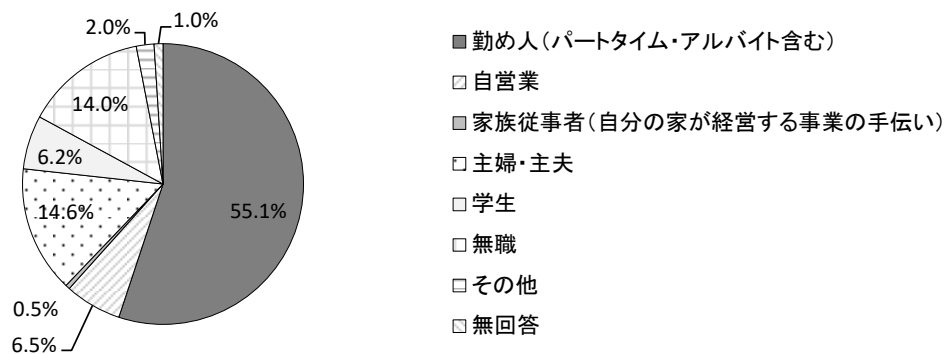 2.0%
1.0%
14.0%
6.2%
14.6%
55.1%
0.5%
6.5%
勤め人（パートタイム・アルバイト含む）
自営業
家族従事者（自分の家が経営する事業の手伝い）
主婦・主夫
学生
無職
その他
無回答